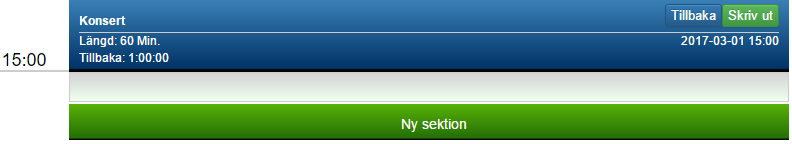 Konsert
Tillbaka
Skriv ut
Längd: 60 Min.
2017-03-01 15:00
Tillbaka: 1:00:00
15:00
Ny sektion